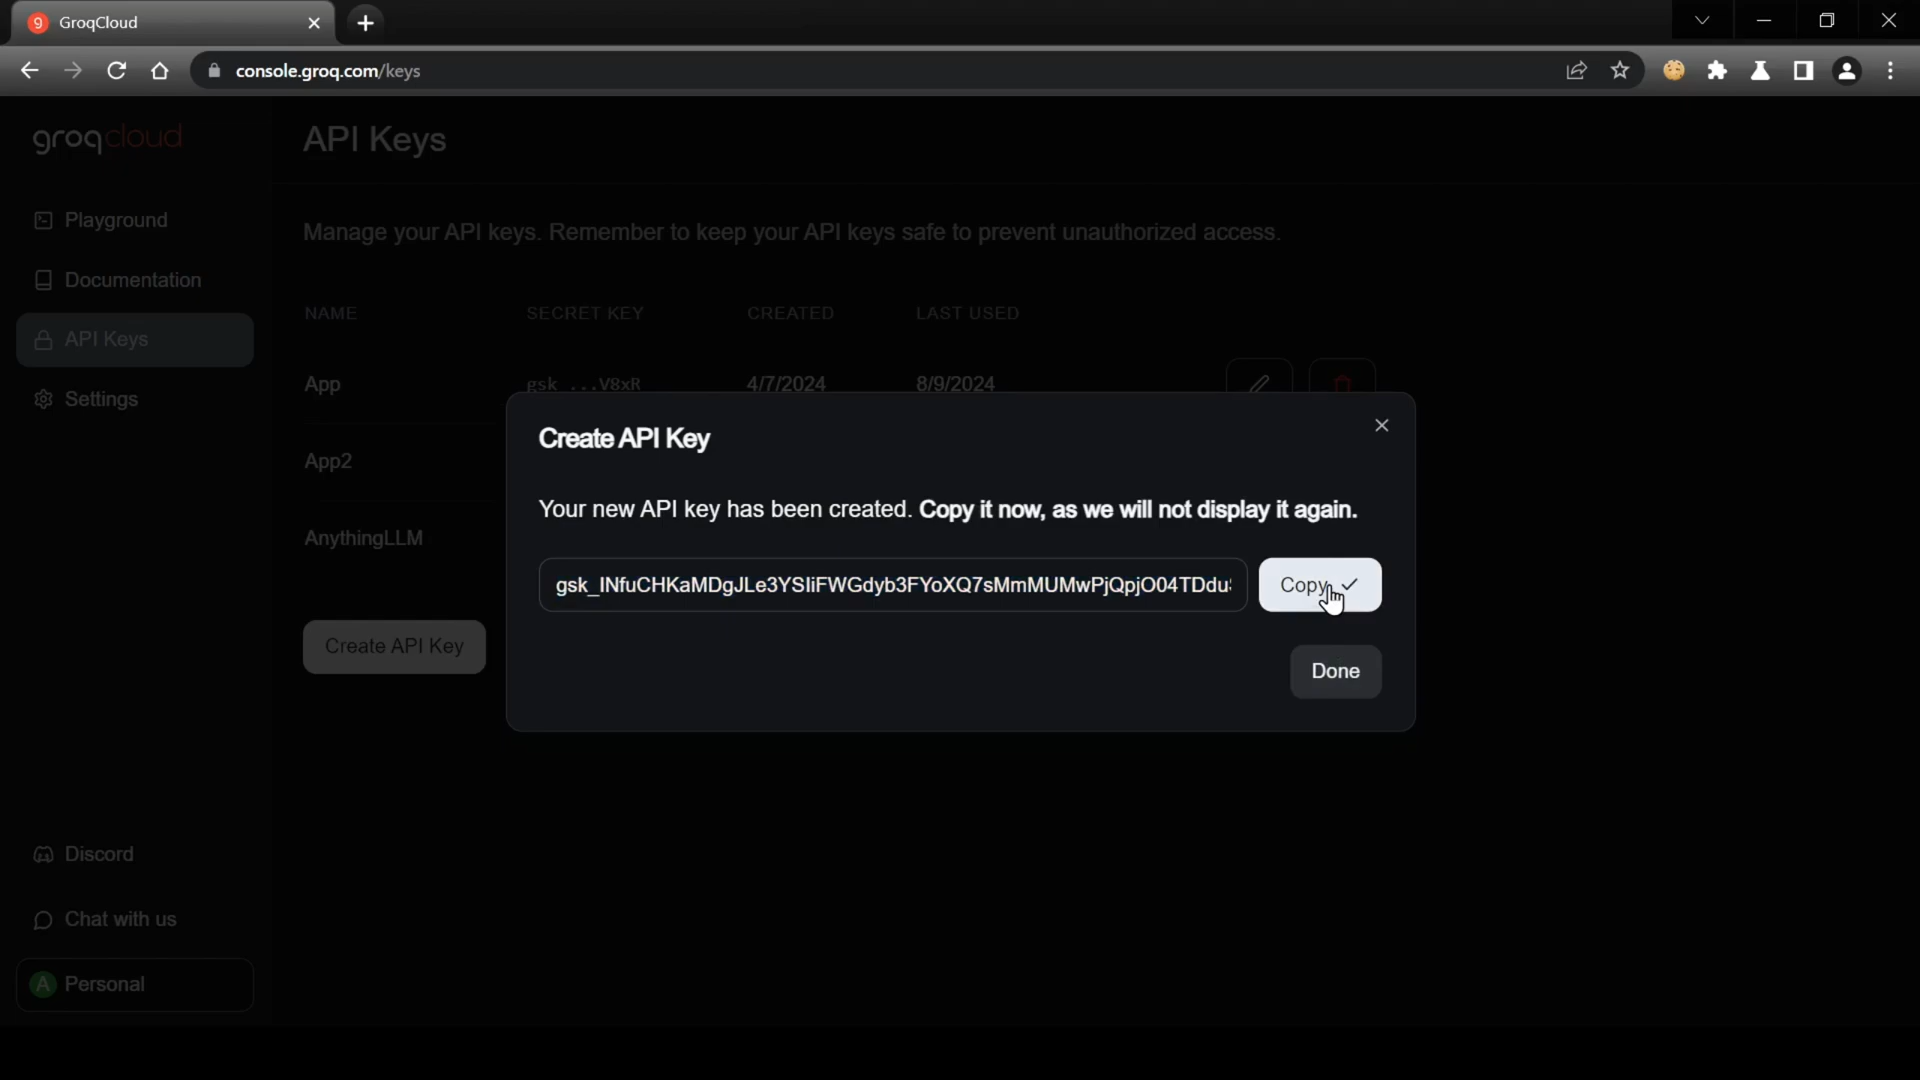 9 GroqCloud
console.groq.com/keys
groqcloud
API Keys
Playground
Manage your API keys. Remember to keep your API keys safe to prevent unauthorized access.
Documentation
NAME SECRET KEY CREATED LAST USED
API Keys
App gsk_...V8xR 4/7/2024 8/9/2024
Settings
Create API Key
App2
Your new API key has been created. Copy it now, as we will not display it again.
AnythingLLM
gsk_INfuCHKaMDgJLe3YSIiFWGdyb3FYoXQ7sMmMUMwPjQpjO04TDdu
Copy
Create API Key
Done
Discord
Chat with us
A Personal